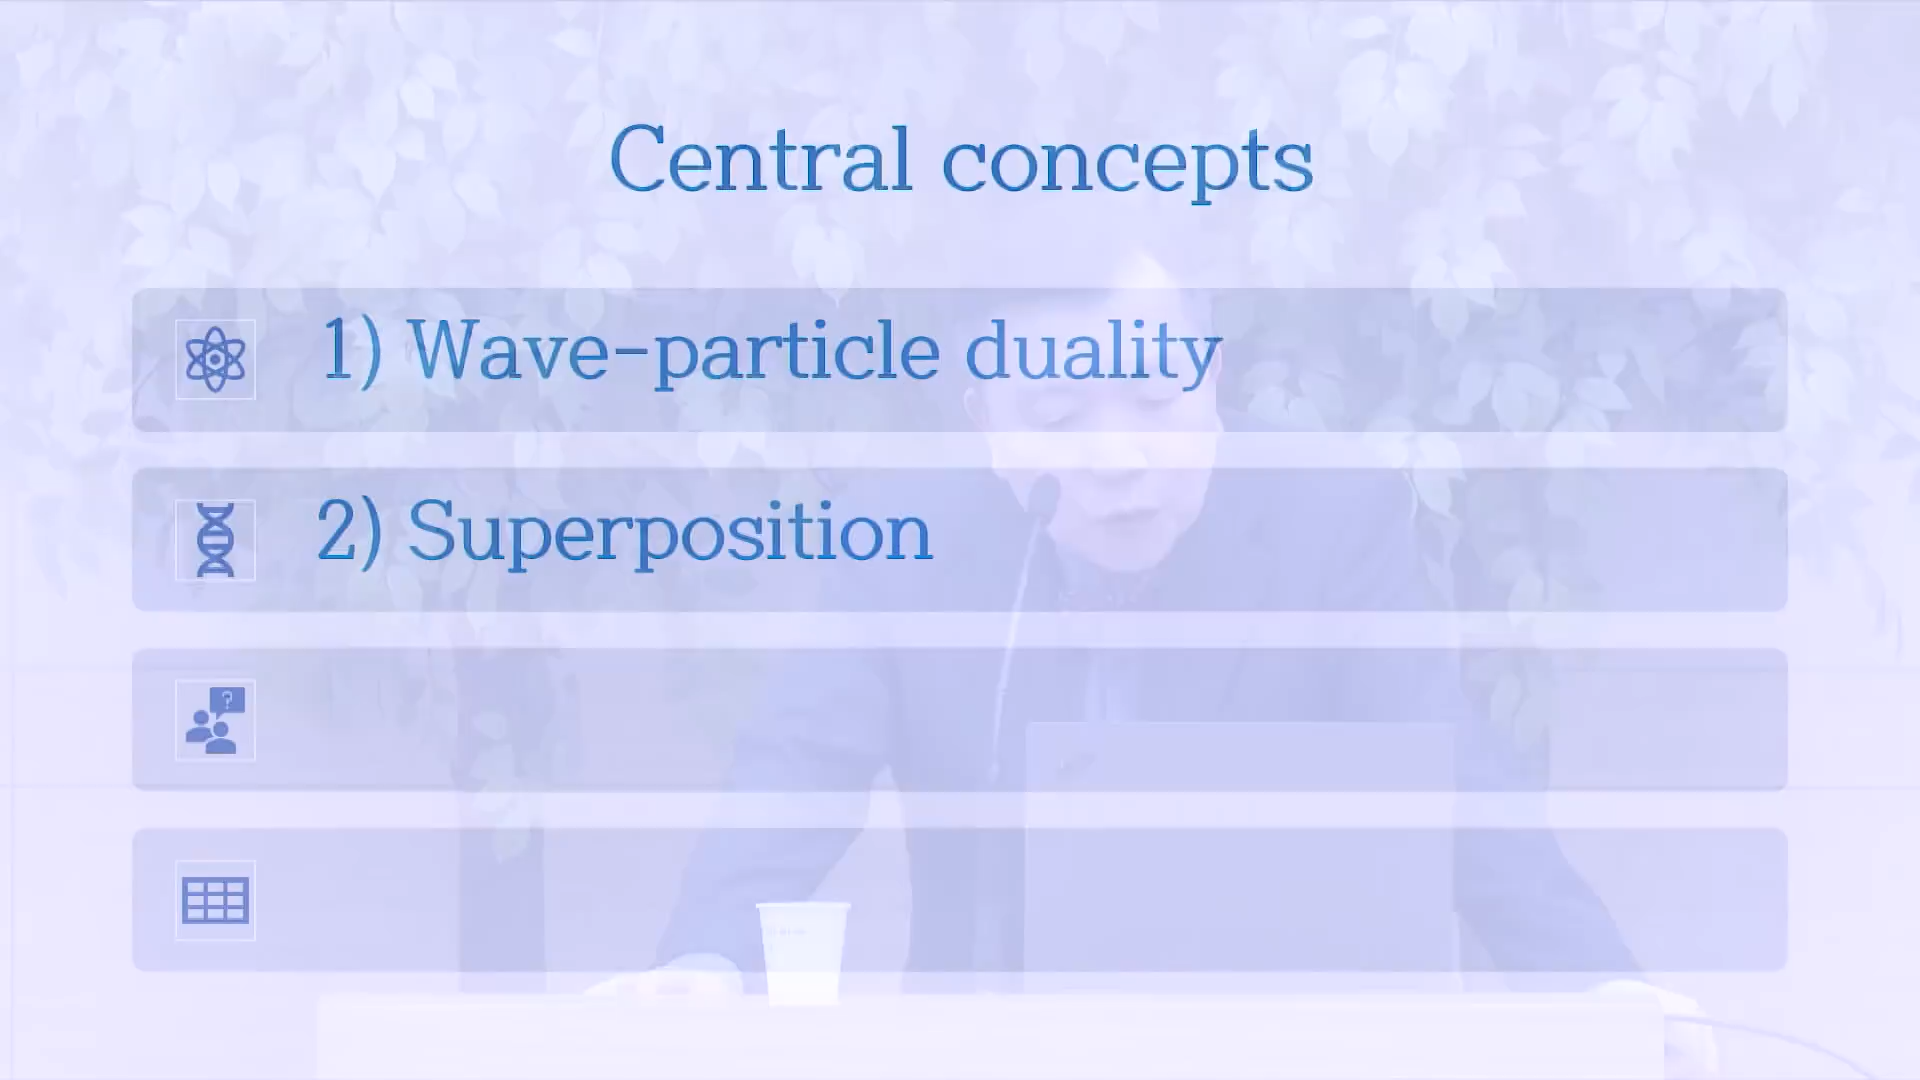 Central concepts
1) Wave-particle duality
2) Superposition
?